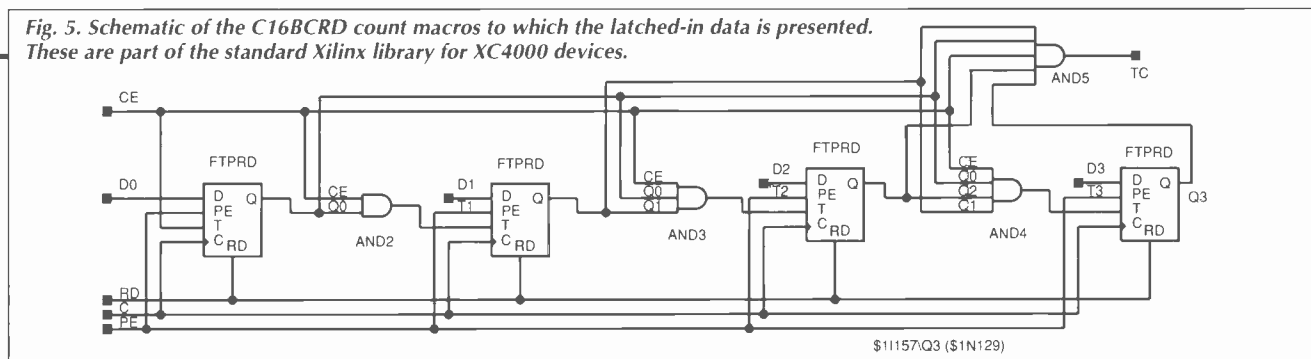 Fig. 5. Schematic of the C16BCRD count macros to which the latched-in data is presented.
These are part of the standard Xilinx library for XC4000 devices.
AND5
TC
CE
FTPRD
D0
D
PE
T
C
RD
Q
CE
Q0
AND2
FTPRD
D1
T1
D
PE
T
C
RD
Q
CE
Q0
Q1
AND3
FTPRD
D2
T2
D
PE
T
C
RD
Q
CE
Q0
Q2
Q1
AND4
FTPRD
D3
T3
D
PE
T
C
RD
Q
Q3
RD
C
PE
$1I157\Q3 ($1N129)